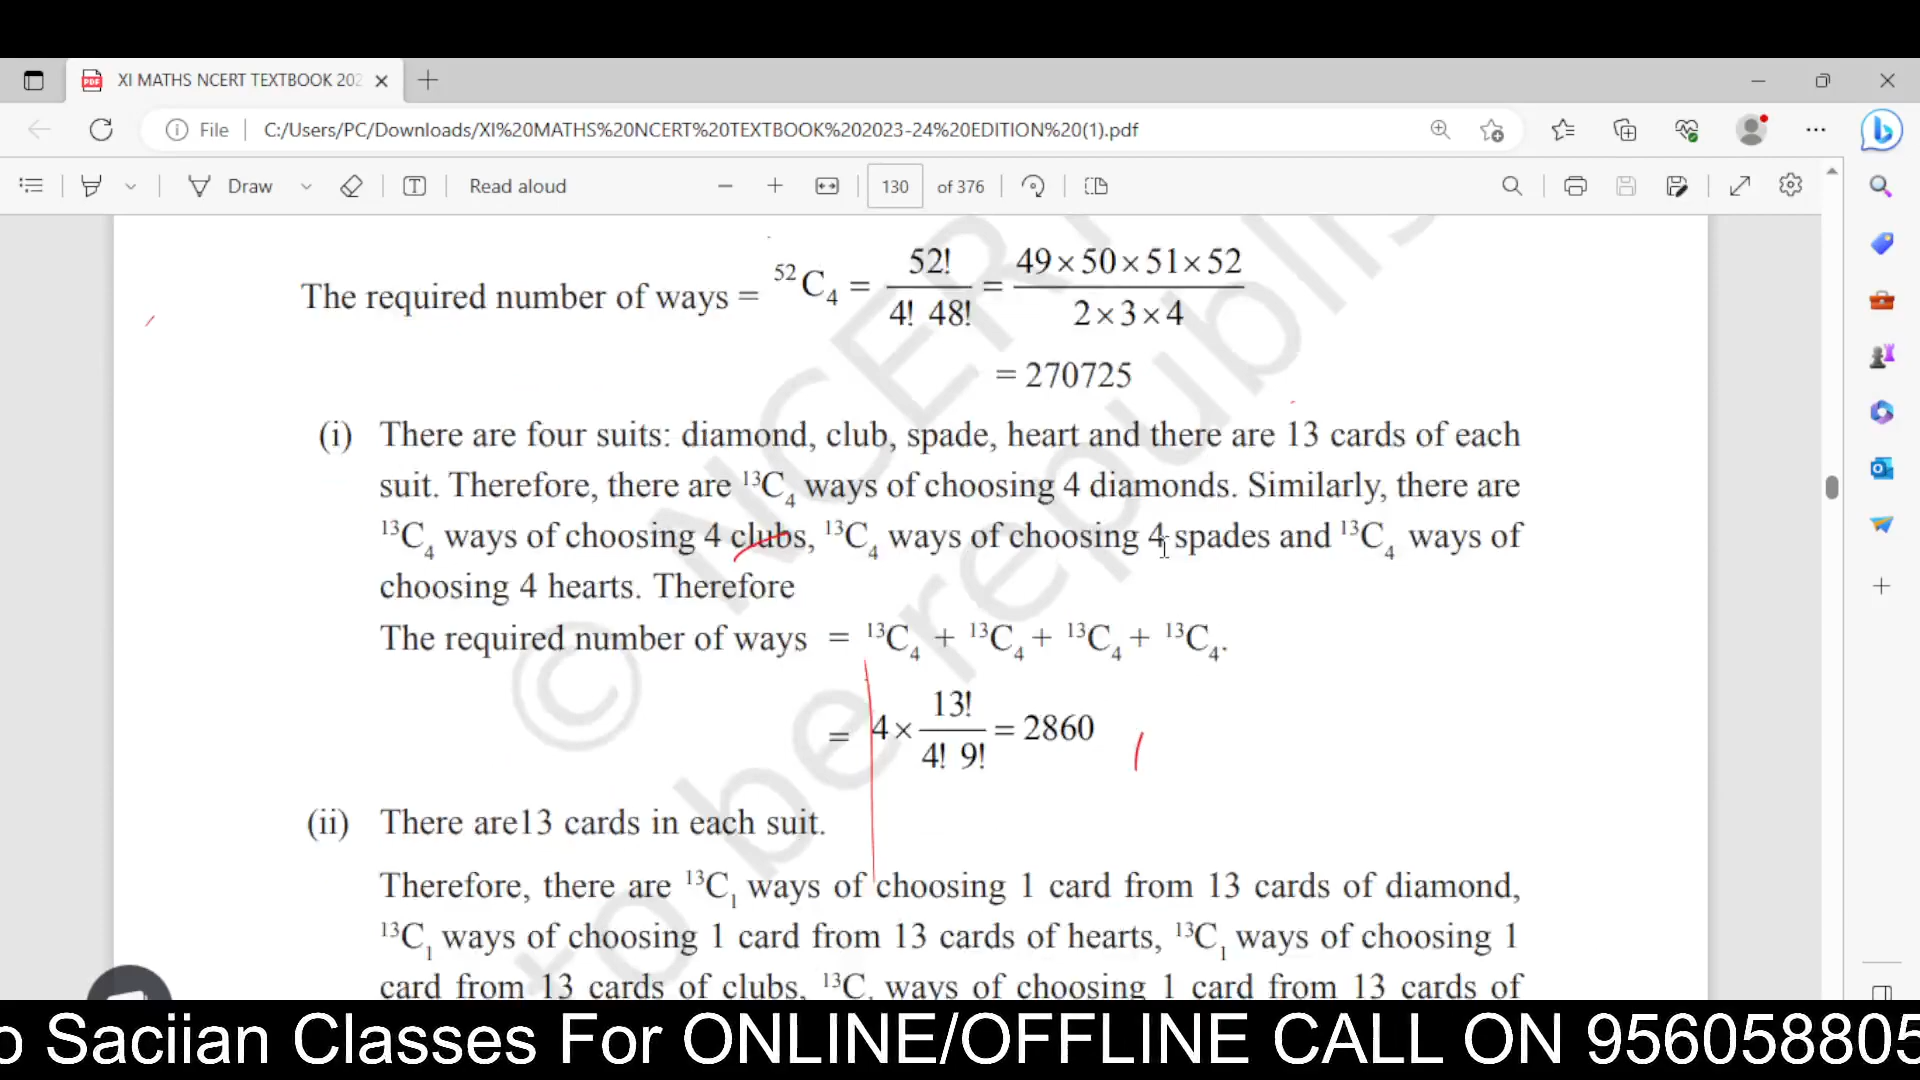 XI MATHS NCERT TEXTBOOK 202
File C:/Users/PC/Downloads/XI%20MATHS%20NCERT%20TEXTBOOK%202023-24%20EDITION%20(1).pdf
Draw Read aloud 130 of 376
The required number of ways = ⁵²C₄ = 52!/(4! 48!) = (49×50×51×52)/(2×3×4)
= 270725
(i) There are four suits: diamond, club, spade, heart and there are 13 cards of each
suit. Therefore, there are ¹³C₄ ways of choosing 4 diamonds. Similarly, there are
¹³C₄ ways of choosing 4 clubs, ¹³C₄ ways of choosing 4 spades and ¹³C₄ ways of
choosing 4 hearts. Therefore
The required number of ways = ¹³C₄ + ¹³C₄ + ¹³C₄ + ¹³C₄.
= 4× 13!/(4! 9!) = 2860
(ii) There are13 cards in each suit.
Therefore, there are ¹³C₁ ways of choosing 1 card from 13 cards of diamond,
¹³C₁ ways of choosing 1 card from 13 cards of hearts, ¹³C₁ ways of choosing 1
card from 13 cards of clubs, ¹³C₁ ways of choosing 1 card from 13 cards of
© NCERT
to be republis
Saciian Classes For ONLINE/OFFLINE CALL ON 956058805